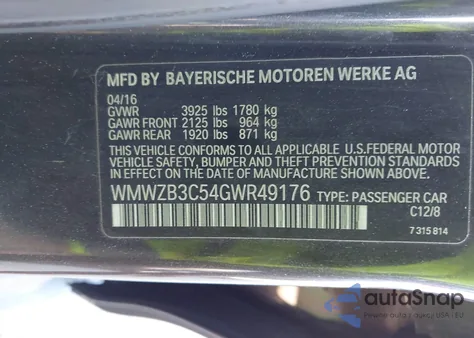 MFD BY BAYERISCHE MOTOREN WERKE AG
04/16
GVWR 3925 lbs 1780 kg
GAWR FRONT 2125 lbs 964 kg
GAWR REAR 1920 lbs 871 kg
THIS VEHICLE CONFORMS TO ALL APPLICABLE U.S.FEDERAL MOTOR
VEHICLE SAFETY, BUMPER, AND THEFT PREVENTION STANDARDS
IN EFFECT ON THE DATE OF MANUFACTURE SHOWN ABOVE.
WMWZB3C54GWR49176 TYPE: PASSENGER CAR
C12/8
7 315 814
autoSnap